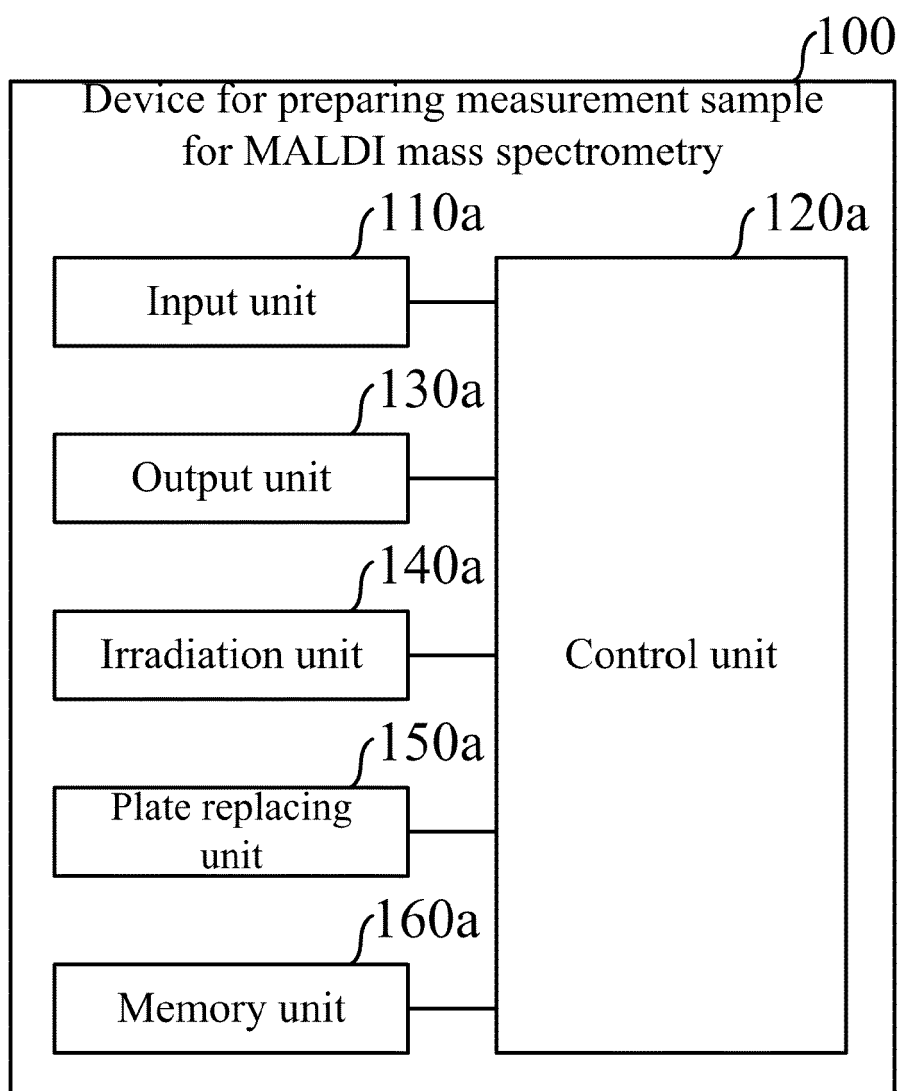 100
Device for preparing measurement sample
for MALDI mass spectrometry
110a
120a
Input unit
130a
Output unit
140a
Irradiation unit
Control unit
150a
Plate replacing
unit
160a
Memory unit